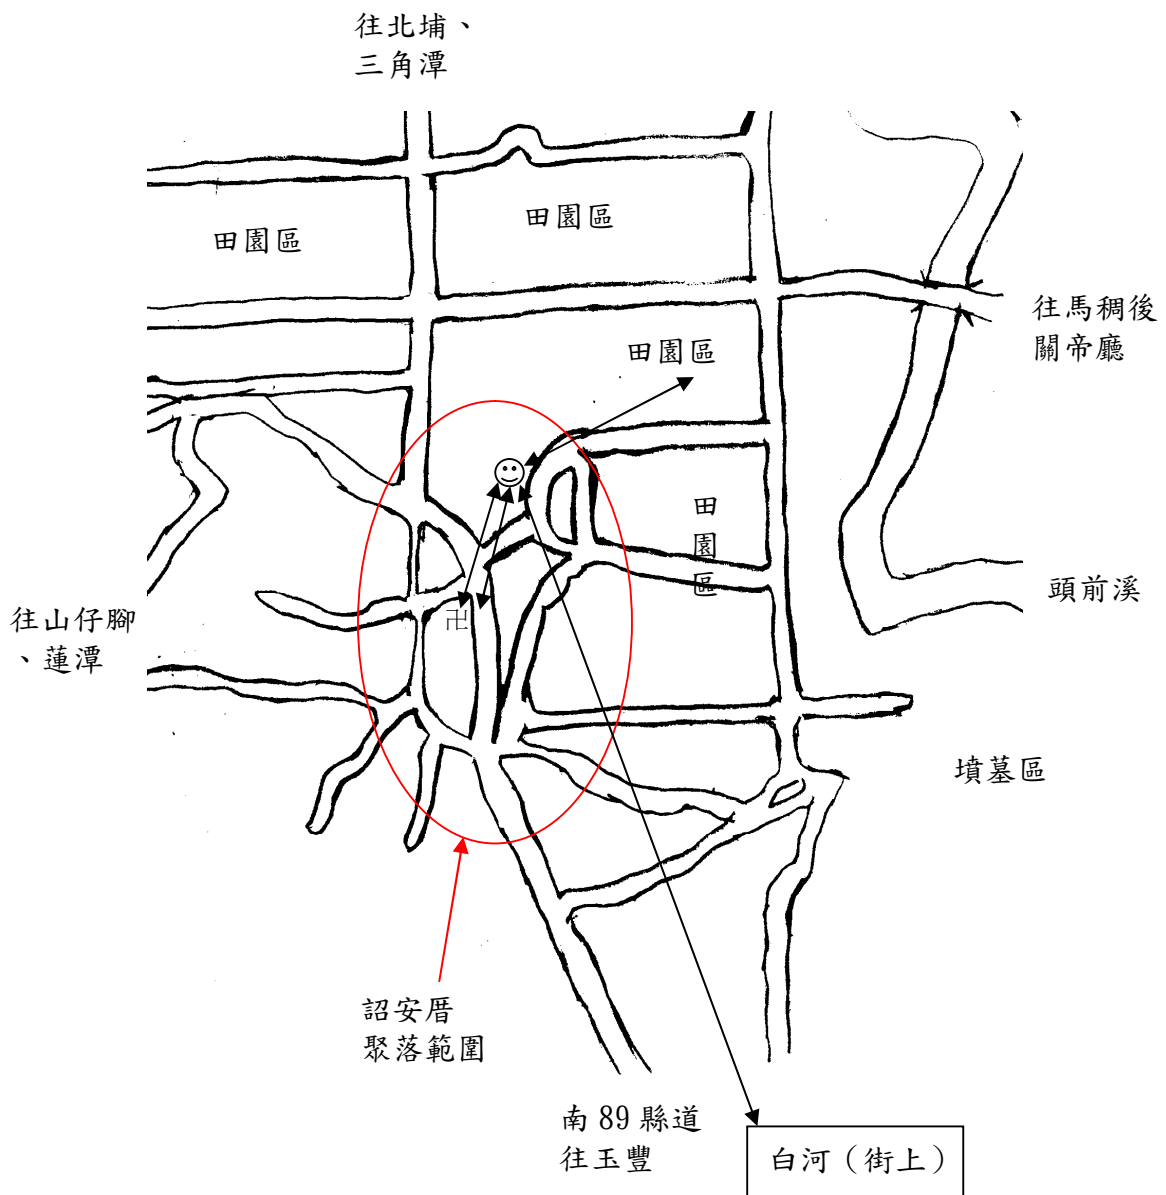 往北埔、
三角潭
田園區
田園區
往馬稠後
關帝廳
田園區
田園區
頭前溪
往山仔腳
、蓮潭
卍
墳墓區
詔安厝
聚落範圍
南 89 縣道
往玉豐
白河（街上）